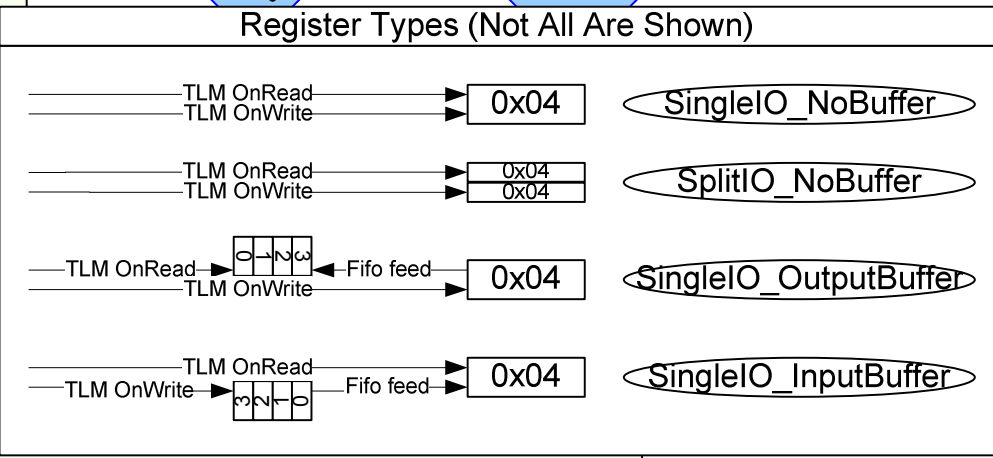 Register Types (Not All Are Shown)
TLM OnRead
TLM OnWrite
0x04
SingleIO_NoBuffer
TLM OnRead
TLM OnWrite
0x04
0x04
SplitIO_NoBuffer
TLM OnRead
0 1 2 3
Fifo feed
TLM OnWrite
0x04
SingleIO_OutputBuffer
TLM OnRead
TLM OnWrite
3 2 1 0
Fifo feed
0x04
SingleIO_InputBuffer